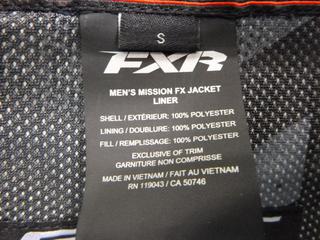 S
FXR
MEN'S MISSION FX JACKET
LINER
SHELL / EXTÉRIEUR: 100% POLYESTER
LINING / DOUBLURE: 100% POLYESTER
FILL / REMPLISSAGE: 100% POLYESTER
EXCLUSIVE OF TRIM
GARNITURE NON COMPRISE
MADE IN VIETNAM / FAIT AU VIETNAM
RN 119043 / CA 50746